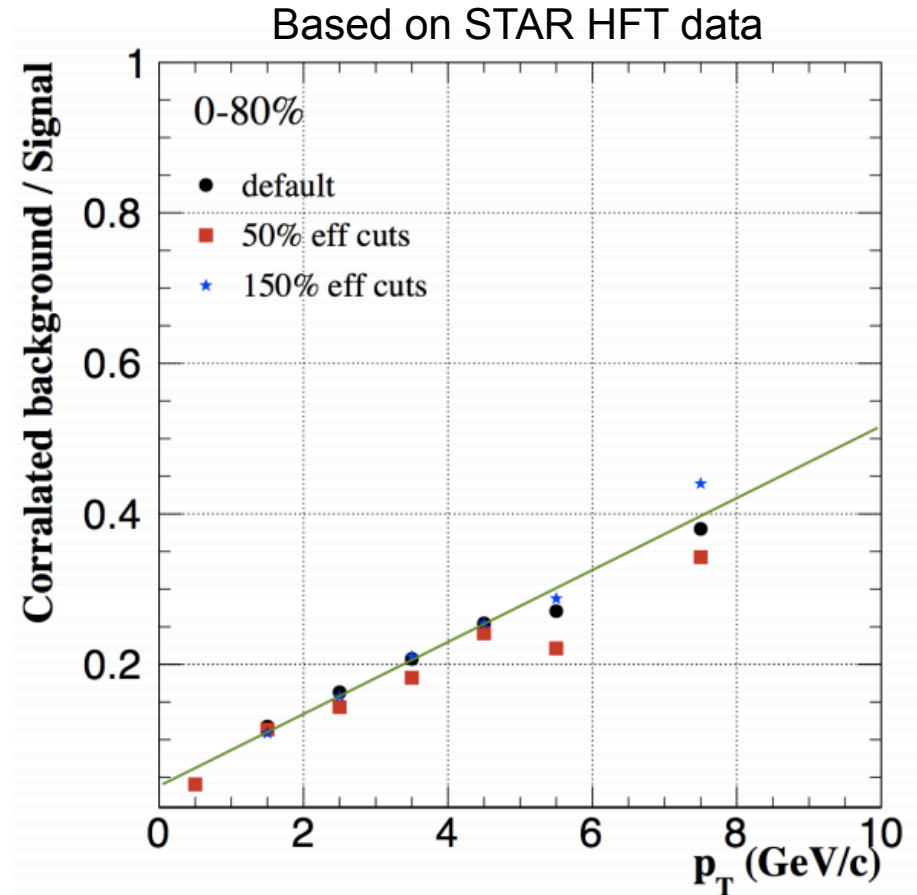 Based on STAR HFT data
Corralated background / Signal
1
0.8
0.6
0.4
0.2
0-80%
default
50% eff cuts
150% eff cuts
0 2 4 6 8 10
p_T (GeV/c)